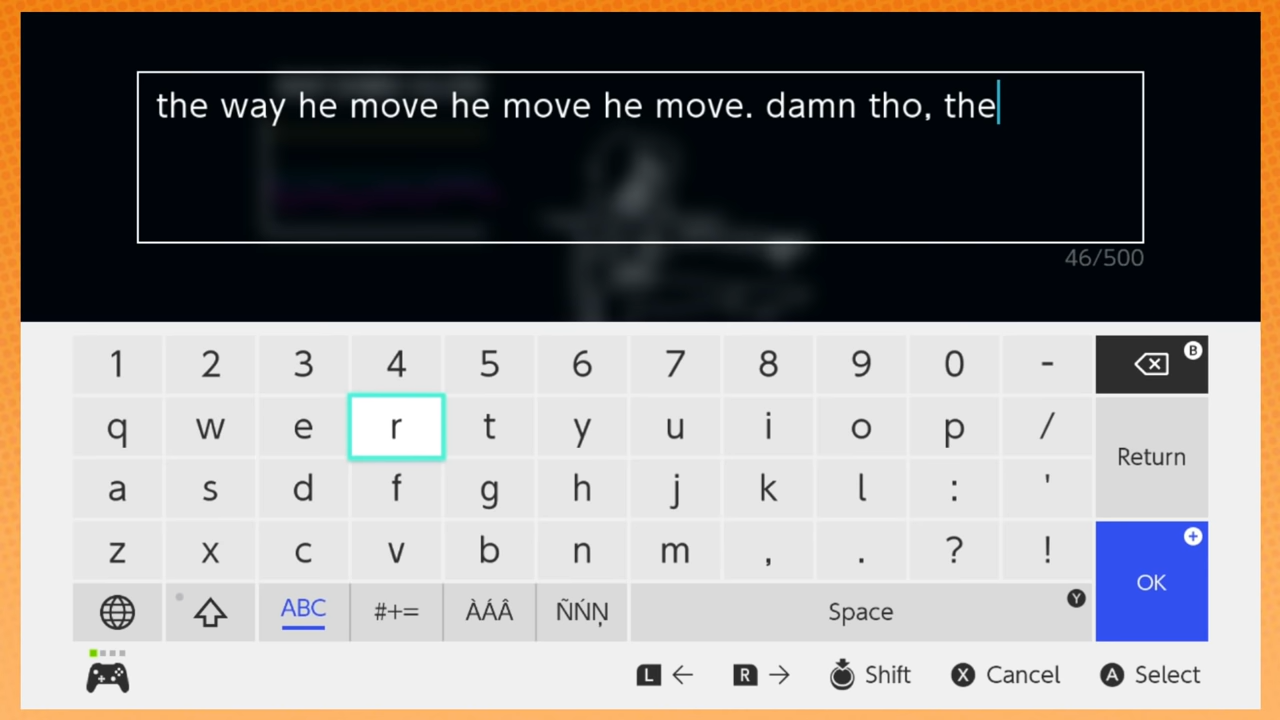 the way he move he move he move. damn tho, the
46/500
1 2 3 4 5 6 7 8 9 0 -
B
q w e r t y u i o p /
Return
a s d f g h j k l : '
z x c v b n m , . ? !
+
OK
ABC #+= ÀÁÂ ÑŃŅ Space Y
L ← R → Shift X Cancel A Select